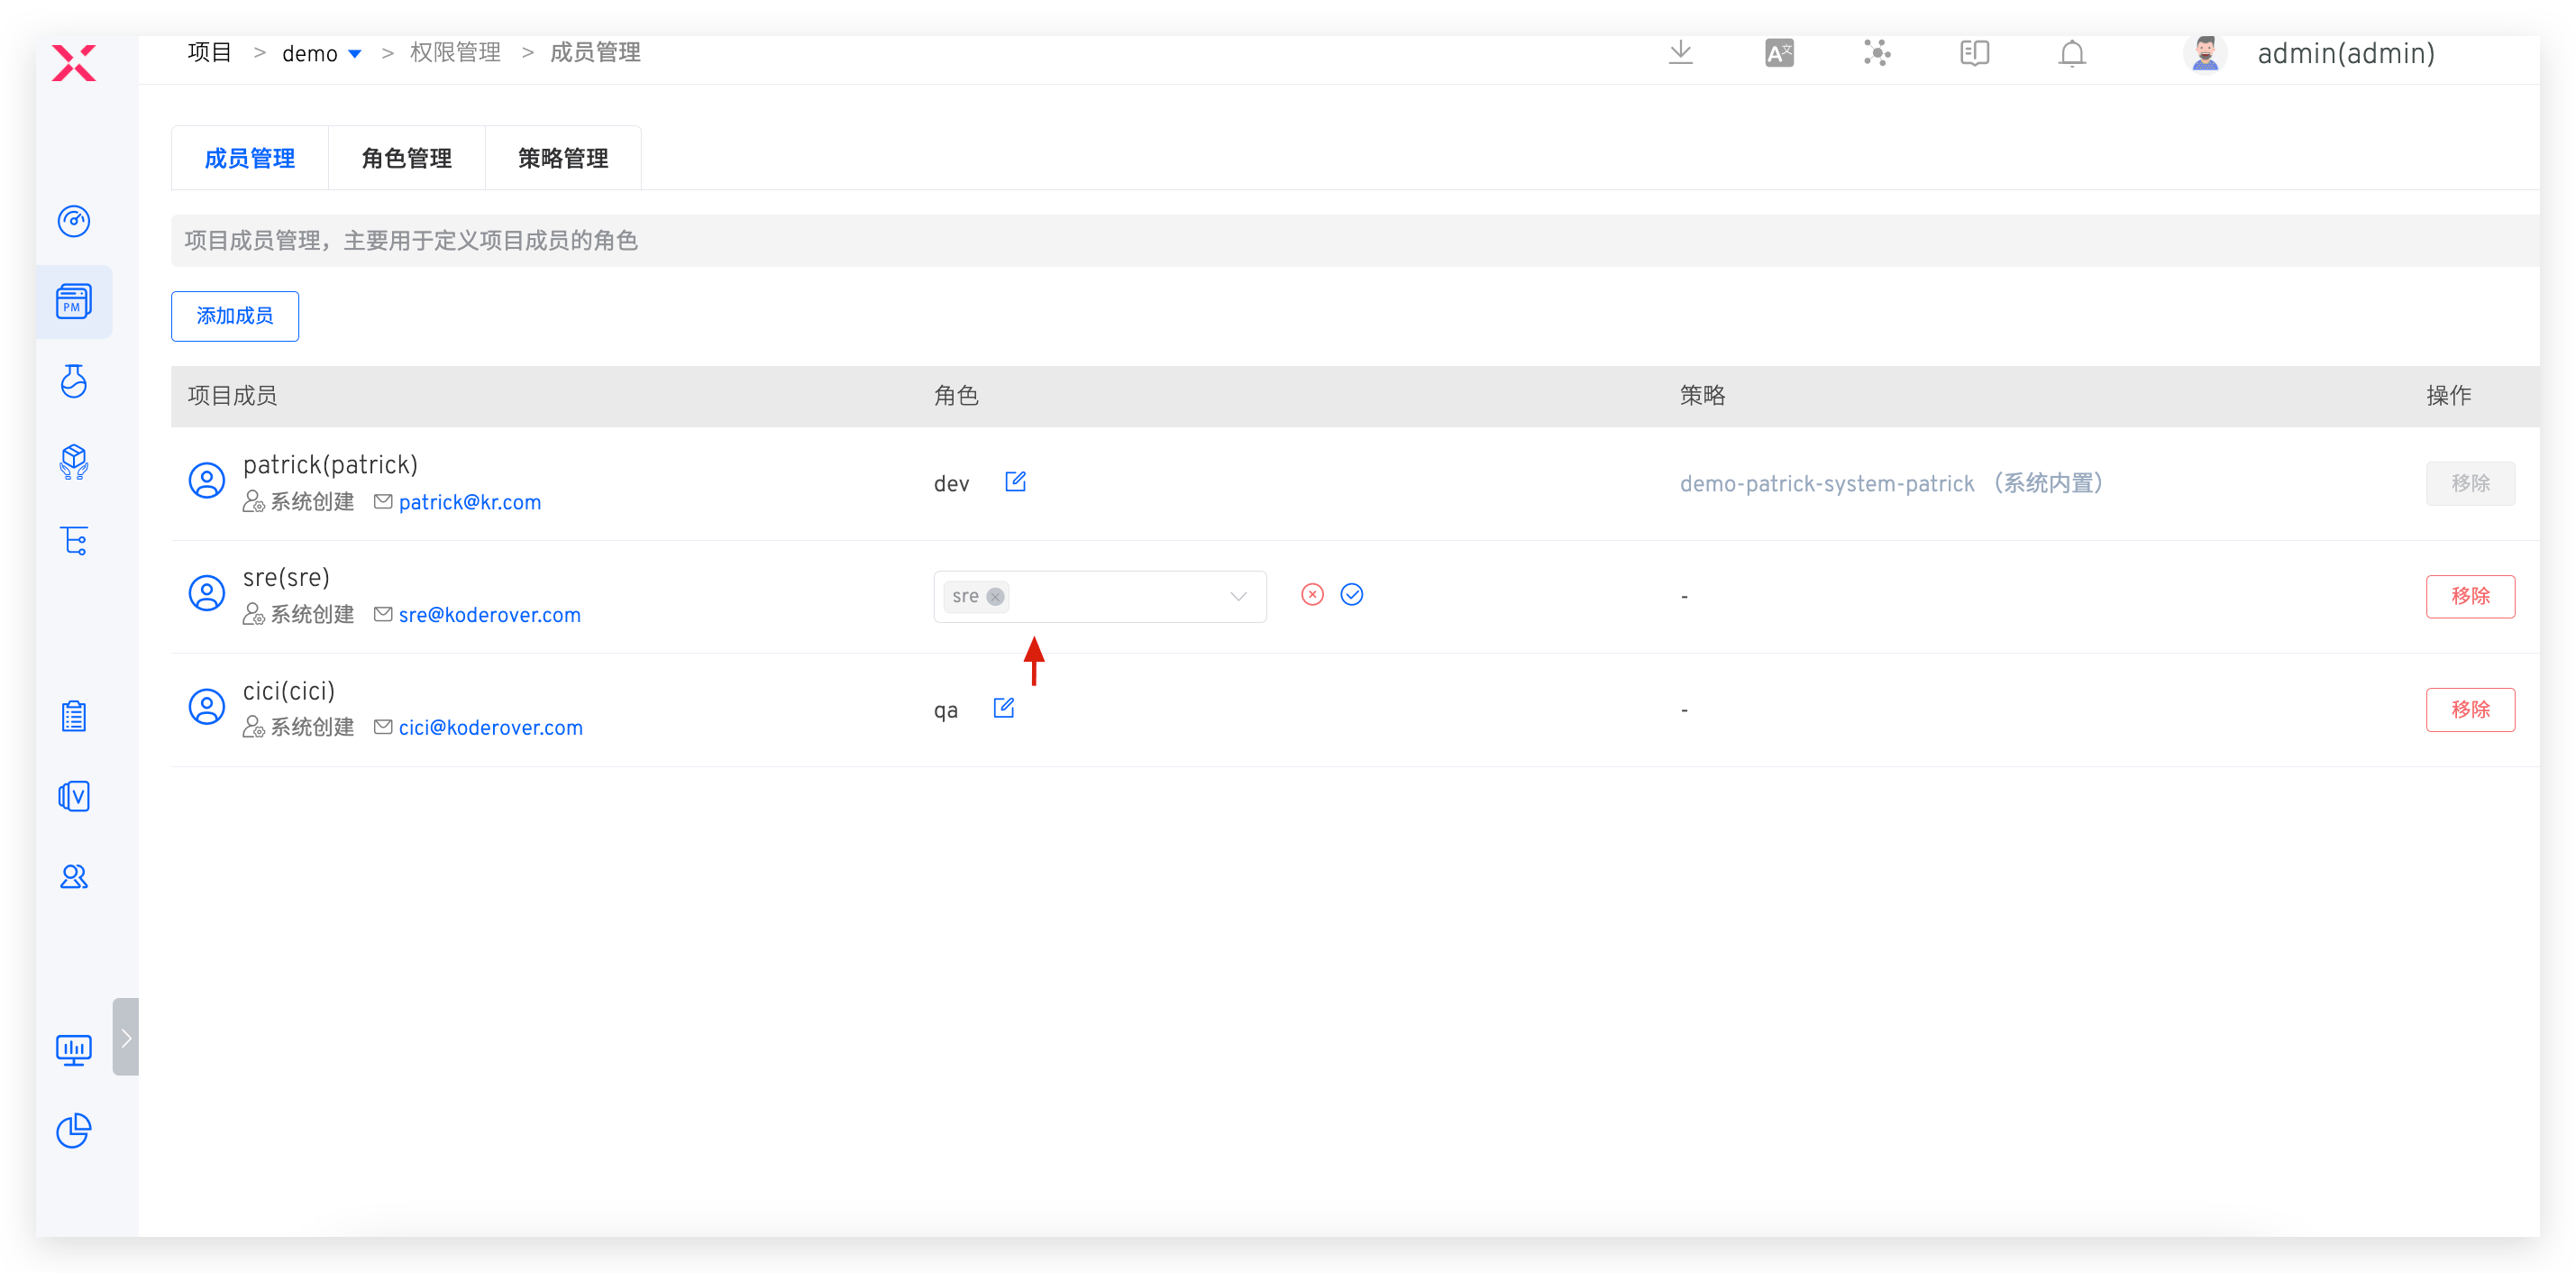 项目 > demo > 权限管理 > 成员管理
A文
admin(admin)
成员管理 角色管理 策略管理
项目成员管理，主要用于定义项目成员的角色
PM
添加成员
项目成员 角色 策略 操作
patrick(patrick)
系统创建 patrick@kr.com
dev
demo-patrick-system-patrick （系统内置）
移除
sre(sre)
系统创建 sre@koderover.com
sre
-
移除
cici(cici)
系统创建 cici@koderover.com
qa
-
移除
V